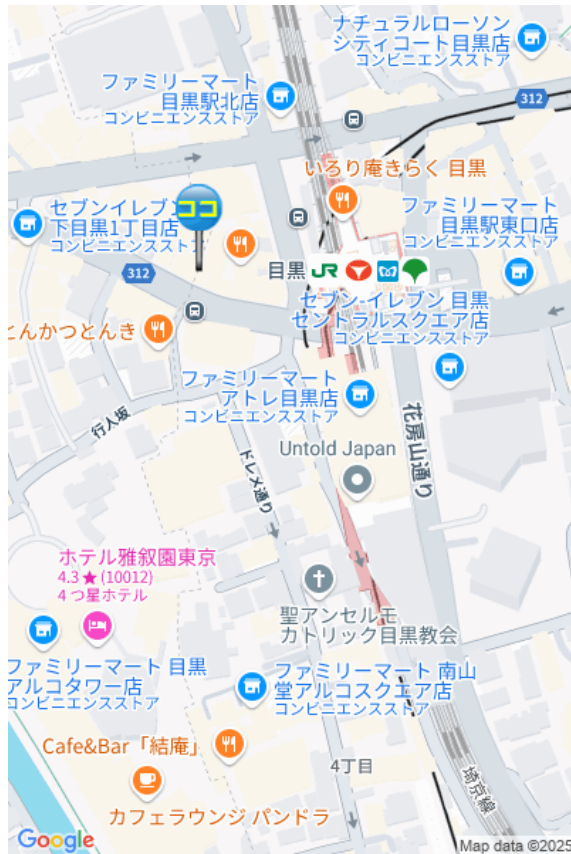 ナチュラルローソン
シティコート目黒店
コンビニエンスストア
ファミリーマート
目黒駅北店
コンビニエンスストア
312
いろり庵きらく 目黒
ココ
セブンイレブン
下目黒1丁目店
コンビニエンスストア
ファミリーマート
目黒駅東口店
コンビニエンスストア
312
目黒
JR
セブン-イレブン 目黒
セントラルスクエア店
コンビニエンスストア
とんかつとんき
ファミリーマート
アトレ目黒店
コンビニエンスストア
行人坂
花房山通り
ドレメ通り
Untold Japan
ホテル雅叙園東京
4.3★(10012)
4 つ星ホテル
聖アンセルモ
カトリック目黒教会
ファミリーマート 目黒
アルコタワー店
コンビニエンスストア
ファミリーマート 南山
堂アルコスクエア店
コンビニエンスストア
Cafe&Bar「結庵」
4丁目
カフェラウンジ パンドラ
埼京線
Google
Map data ©2025